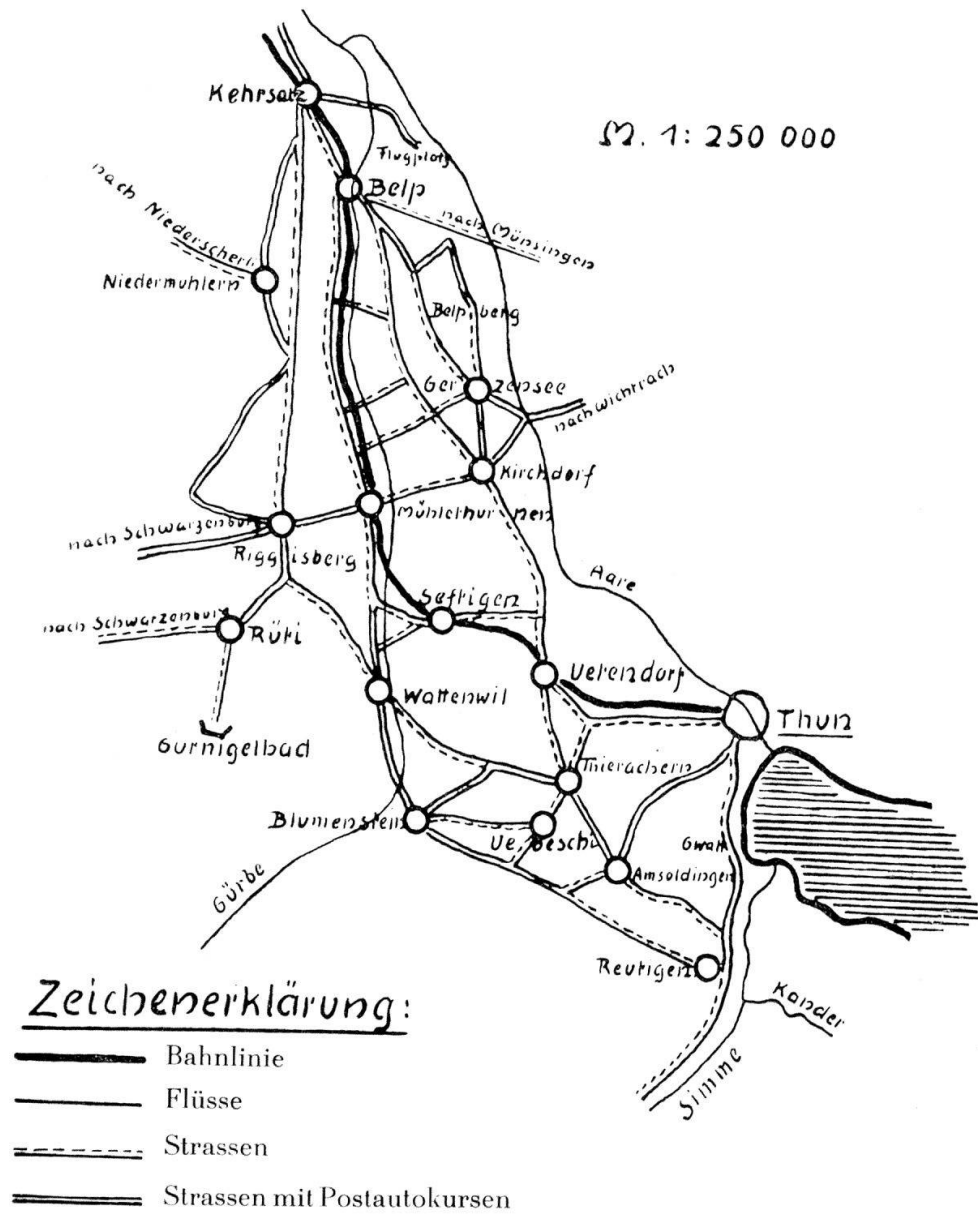 Kehrsatz
M. 1: 250 000
Flugplatz
Belp
nach Niederscherli
nach Münsingen
Niedermuhlern
Belpberg
Gerzensee
nach Wichtrach
Kirchdorf
Mühlethurnen
nach Schwarzenburg
Riggisberg
Aare
Seftigen
nach Schwarzenburg
Rüti
Uetendorf
Wattenwil
Thun
Gurnigelbad
Thierachern
Blumenstein
Ue beschi
Gwatt
Amsoldingen
Gürbe
Reutigen
Kander
Simme
Zeichenerklärung:
Bahnlinie
Flüsse
Strassen
Strassen mit Postautokursen